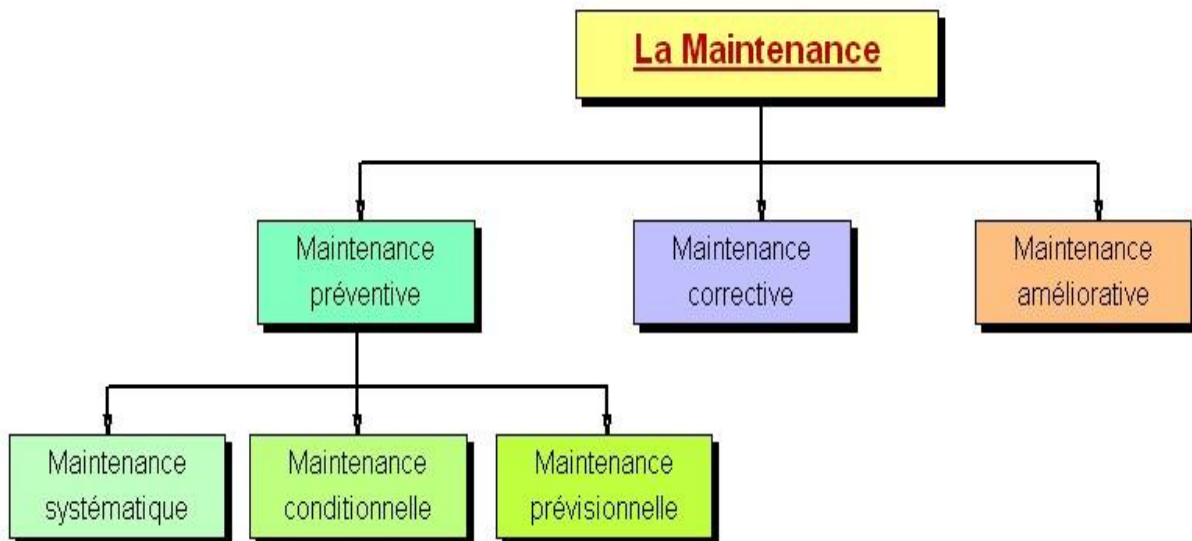 La Maintenance
Maintenance
préventive
Maintenance
corrective
Maintenance
améliorative
Maintenance
systématique
Maintenance
conditionnelle
Maintenance
prévisionnelle